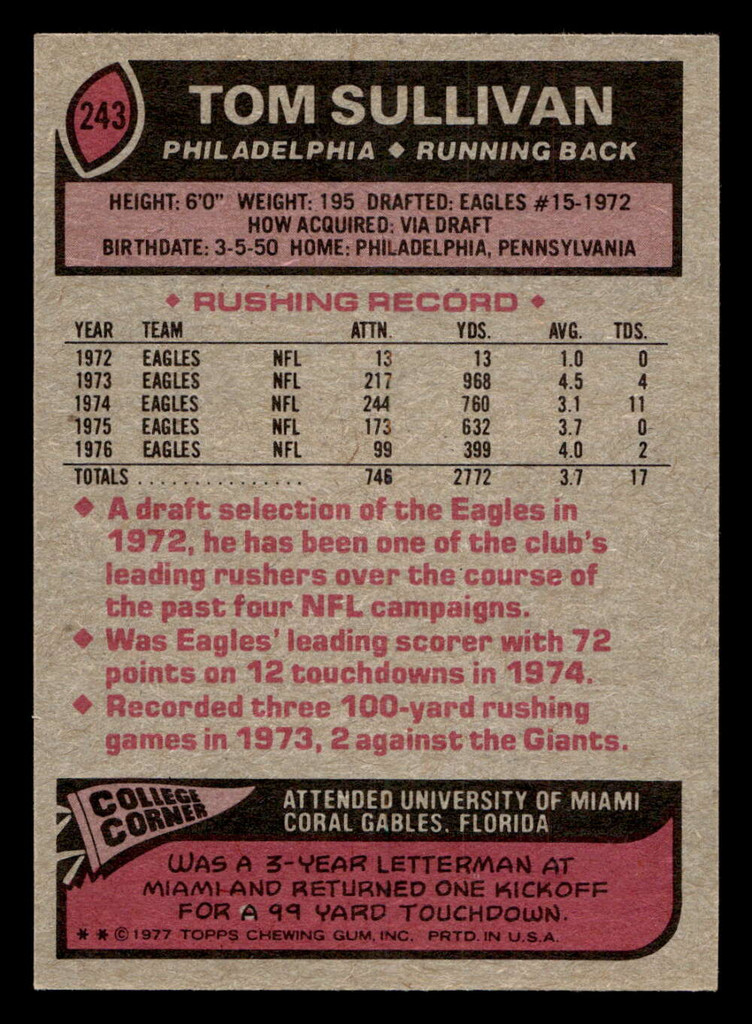 243
TOM SULLIVAN
PHILADELPHIA ◆ RUNNING BACK
HEIGHT: 6'0" WEIGHT: 195 DRAFTED: EAGLES #15-1972
HOW ACQUIRED: VIA DRAFT
BIRTHDATE: 3-5-50 HOME: PHILADELPHIA, PENNSYLVANIA
◆ RUSHING RECORD ◆
YEAR TEAM ATTN. YDS. AVG. TDS.
1972 EAGLES NFL 13 13 1.0 0
1973 EAGLES NFL 217 968 4.5 4
1974 EAGLES NFL 244 760 3.1 11
1975 EAGLES NFL 173 632 3.7 0
1976 EAGLES NFL 99 399 4.0 2
TOTALS . . . . . . . . . . . . . . . . 746 2772 3.7 17
◆ A draft selection of the Eagles in
1972, he has been one of the club's
leading rushers over the course of
the past four NFL campaigns.
◆ Was Eagles' leading scorer with 72
points on 12 touchdowns in 1974.
◆ Recorded three 100-yard rushing
games in 1973, 2 against the Giants.
COLLEGE
CORNER
ATTENDED UNIVERSITY OF MIAMI
CORAL GABLES, FLORIDA
WAS A 3-YEAR LETTERMAN AT
MIAMI AND RETURNED ONE KICKOFF
FOR A 99 YARD TOUCHDOWN.
* * © 1977 TOPPS CHEWING GUM, INC. PRTD. IN U.S.A.